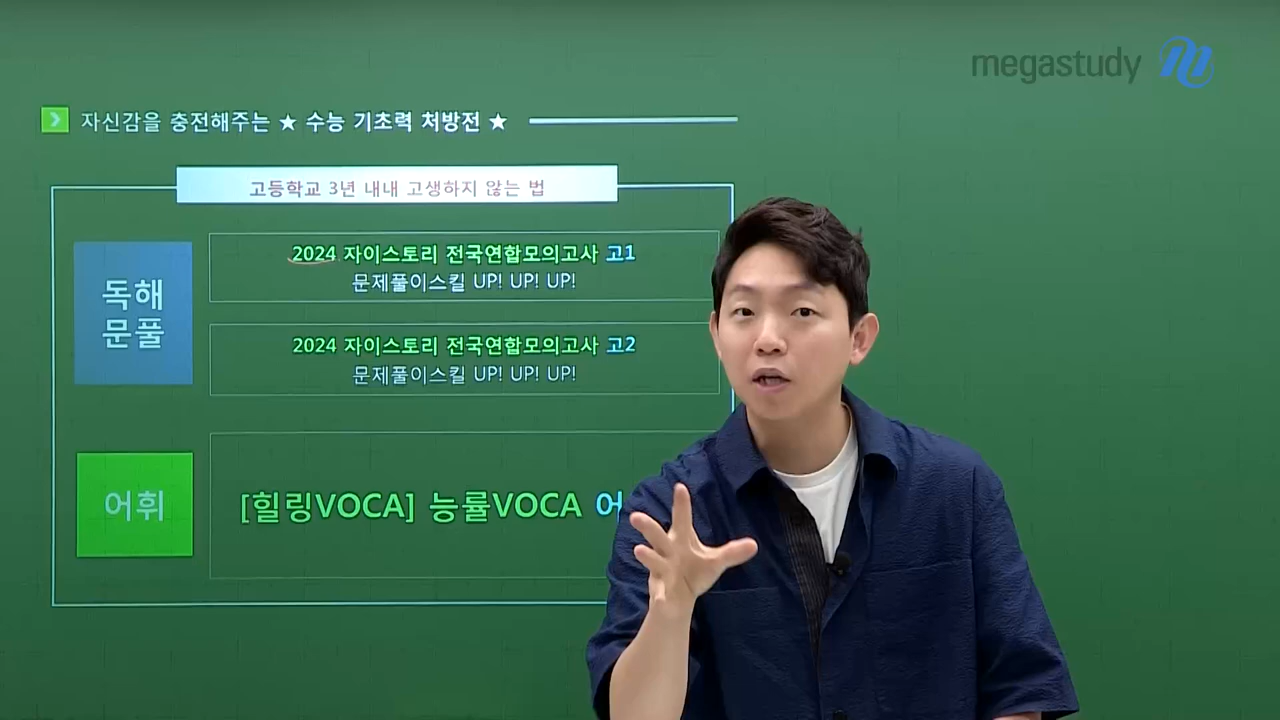 megastudy
자신감을 충전해주는 ★ 수능 기초력 처방전 ★
고등학교 3년 내내 고생하지 않는 법
독해
문풀
2024 자이스토리 전국연합모의고사 고1
문제풀이스킬 UP! UP! UP!
2024 자이스토리 전국연합모의고사 고2
문제풀이스킬 UP! UP! UP!
어휘
[힐링VOCA] 능률VOCA 어